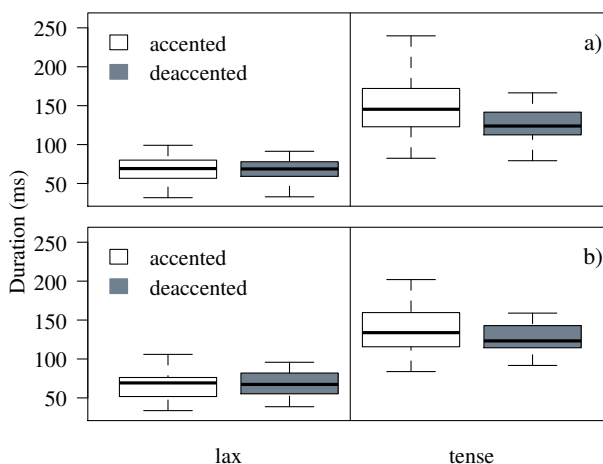 250
200
150
100
50
accented
deaccented
a)
Duration (ms)
250
200
150
100
50
accented
deaccented
b)
lax tense